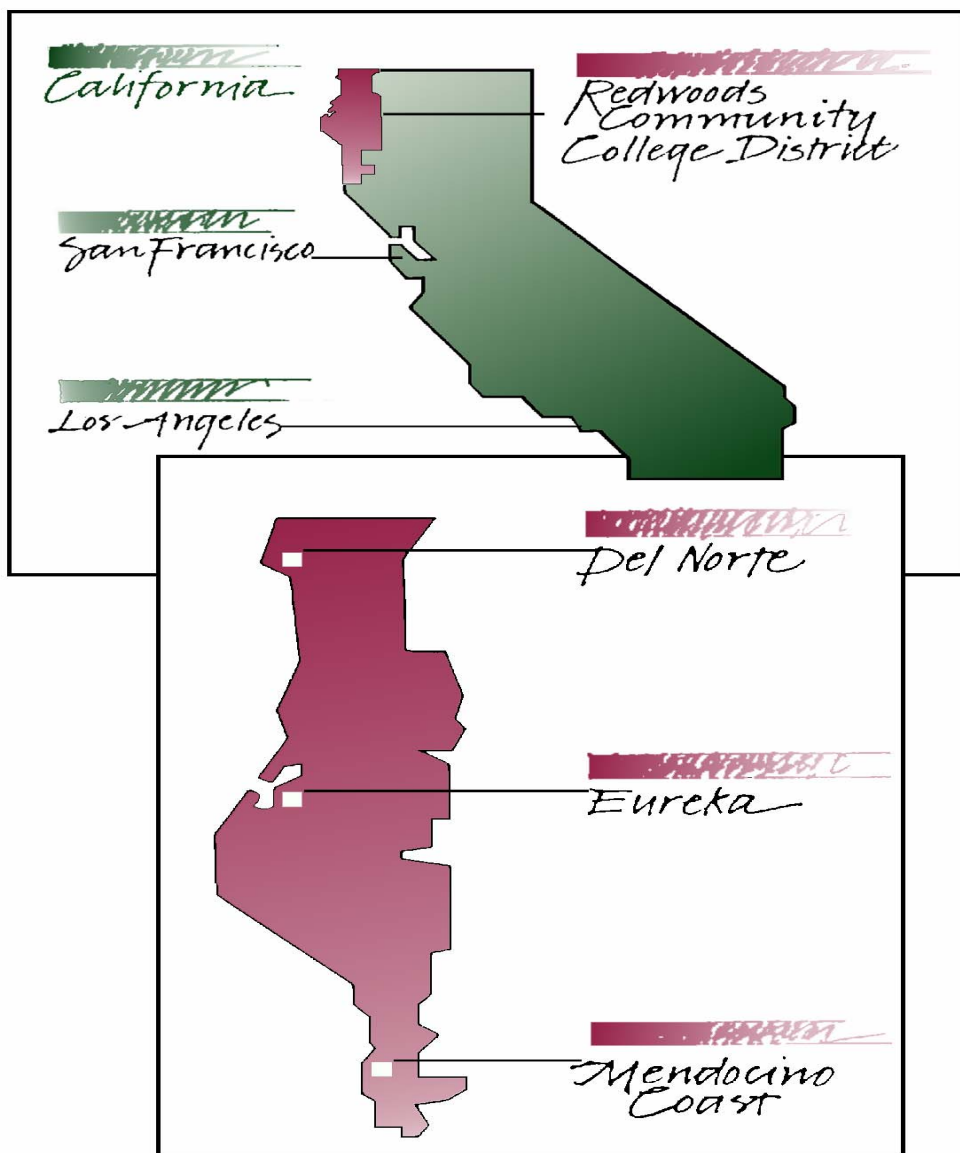 California
Redwoods
Community
College District
San Francisco
Los Angeles
Del Norte
Eureka
Mendocino
Coast